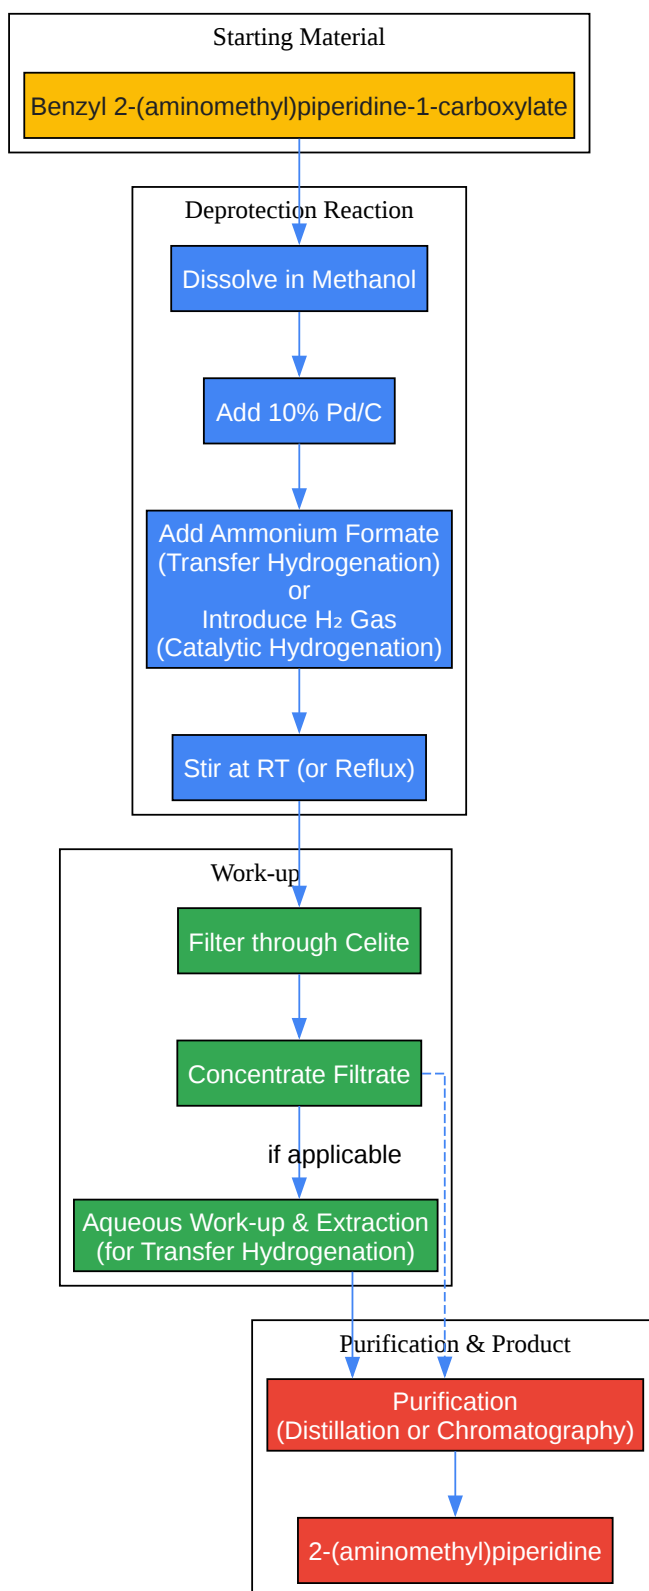 Starting Material
Benzyl 2-(aminomethyl)piperidine-1-carboxylate
Deprotection Reaction
Dissolve in Methanol
Add 10% Pd/C
Add Ammonium Formate
(Transfer Hydrogenation)
or
Introduce H₂ Gas
(Catalytic Hydrogenation)
Stir at RT (or Reflux)
Work-up
Filter through Celite
Concentrate Filtrate
if applicable
Aqueous Work-up & Extraction
(for Transfer Hydrogenation)
Purification & Product
Purification
(Distillation or Chromatography)
2-(aminomethyl)piperidine